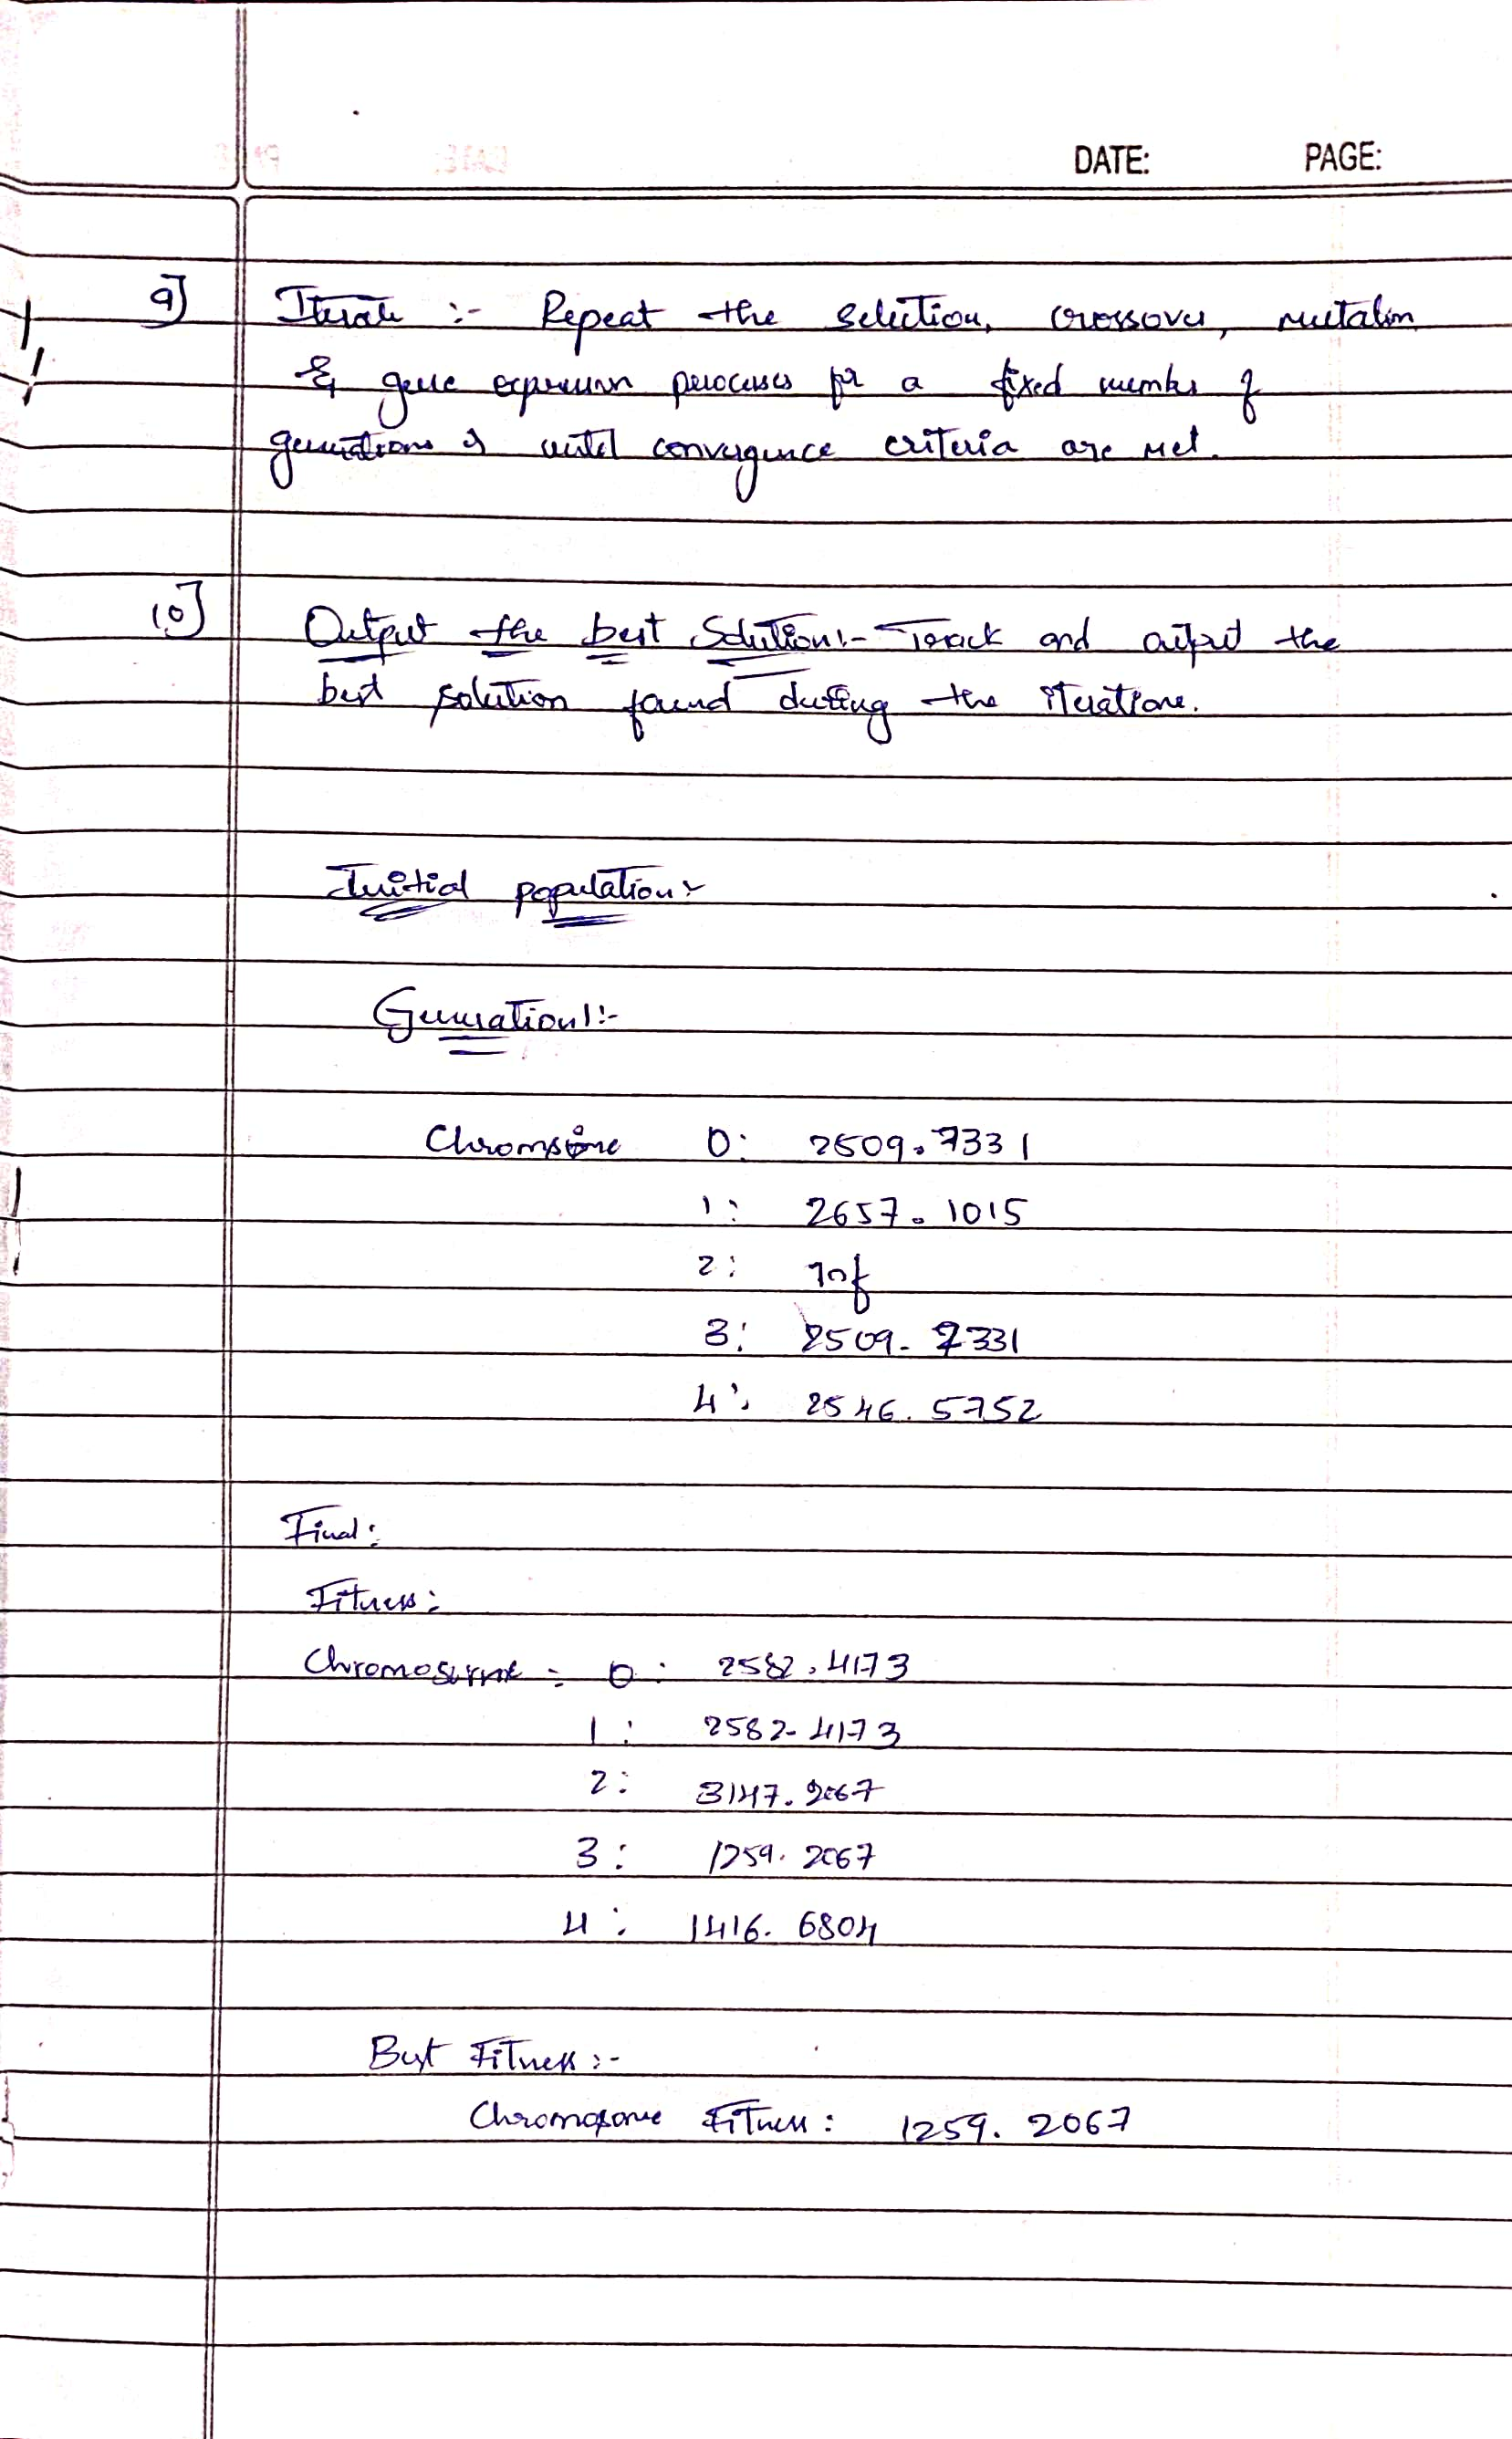 DATE: PAGE:
9] Iterate :- Repeat the selection, crossover, mutation
& gene expression processes for a fixed number of
generations or until convergence criteria are met.
10] Output the best Solution:- Track and output the
best solution found during the iterations.
Initial population:-
Generation 1:-
Chromosome 0: 2509.7331
1: 2657.1015
2: inf
3: 2509.7331
4: 2546.5752
Final:
Fitness:
Chromosome - 0: 2582.4173
1: 2582.4173
2: 3147.2067
3: 1259.2067
4: 1416.6804
Best Fitness:-
Chromosome Fitness: 1259.2067